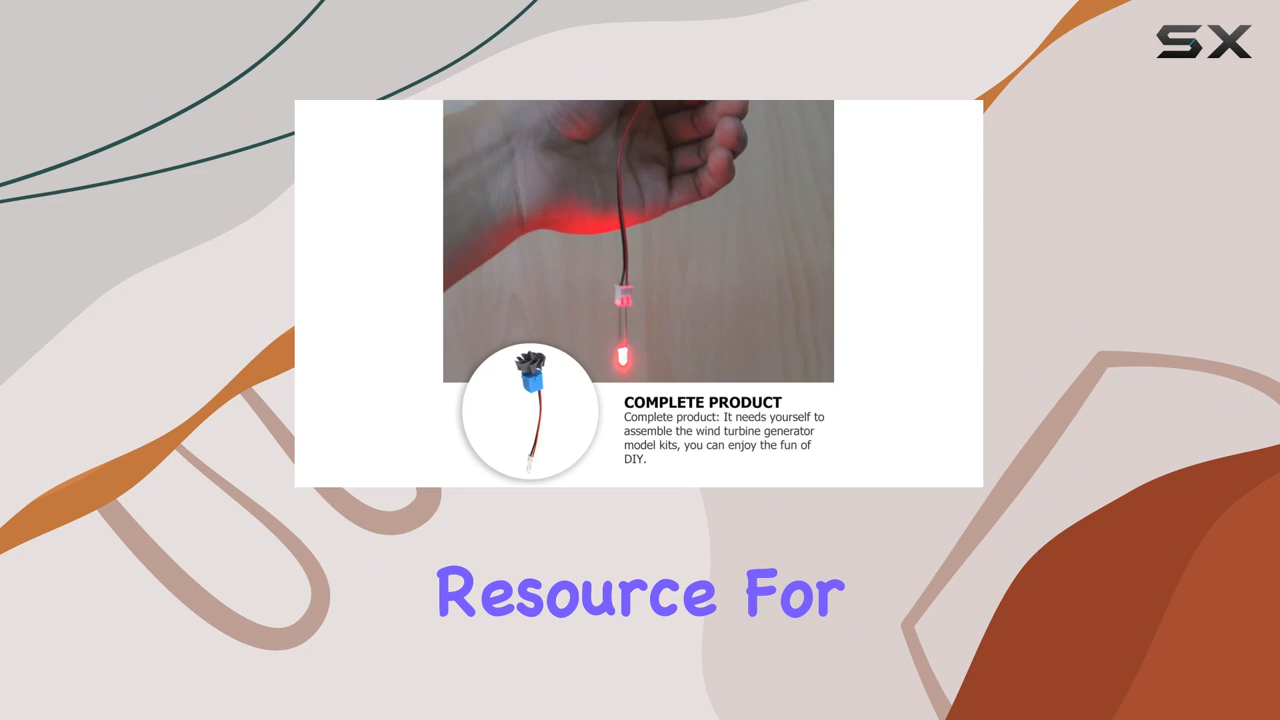 SX
COMPLETE PRODUCT
Complete product: It needs yourself to
assemble the wind turbine generator
model kits, you can enjoy the fun of
DIY.
Resource For